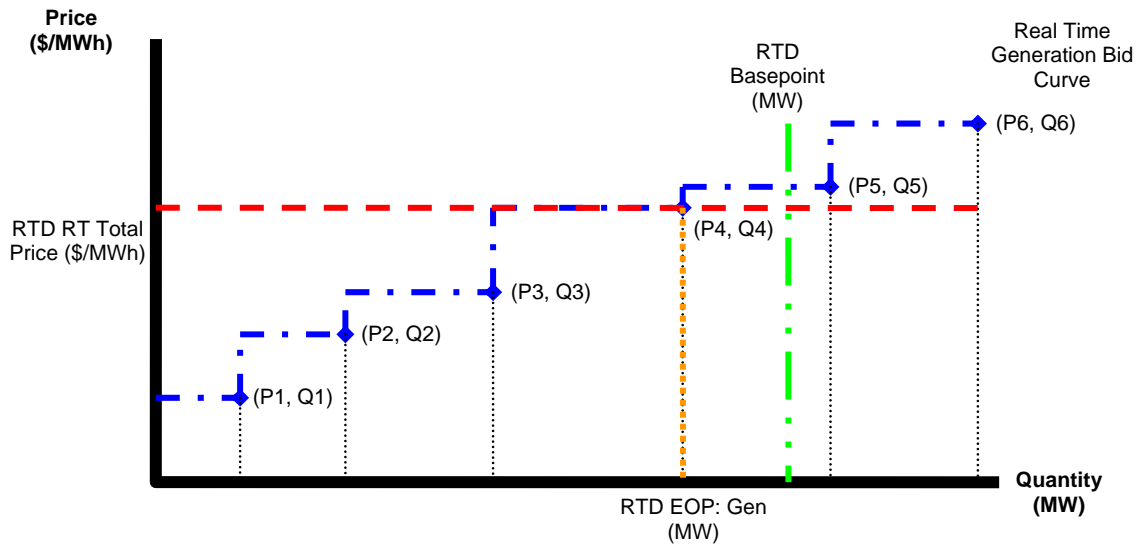 Price
($/MWh)
Real Time
Generation Bid
Curve
RTD
Basepoint
(MW)
(P6, Q6)
(P5, Q5)
RTD RT Total
Price ($/MWh)
(P4, Q4)
(P3, Q3)
(P2, Q2)
(P1, Q1)
Quantity
(MW)
RTD EOP: Gen
(MW)